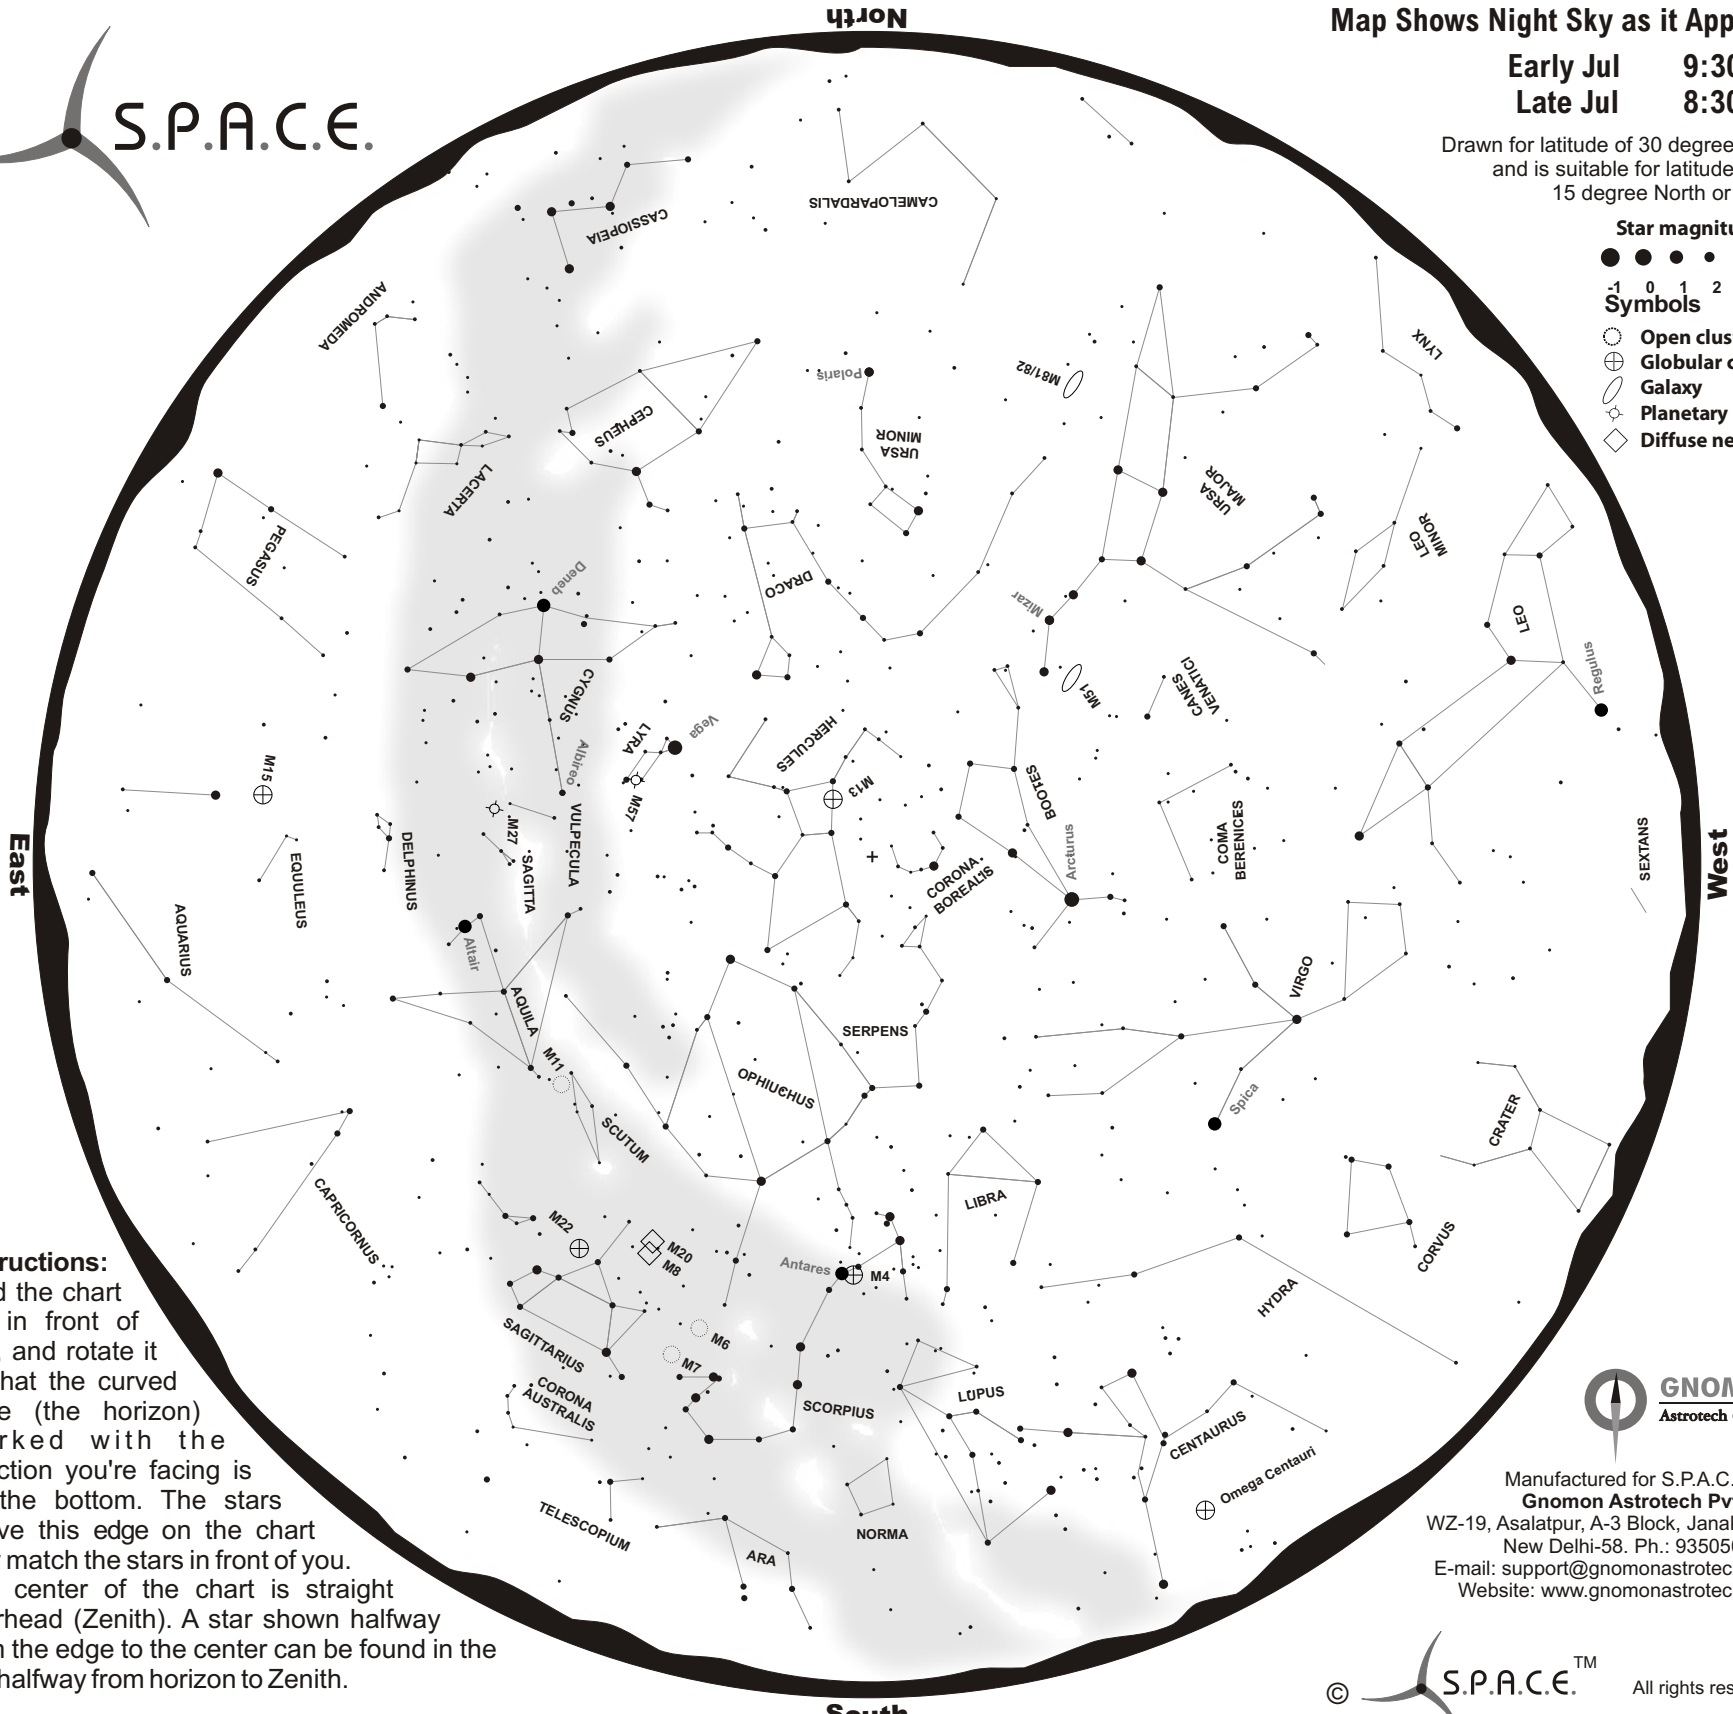 North
Map Shows Night Sky as it App
Early Jul 9:30
Late Jul 8:30
Drawn for latitude of 30 degree
and is suitable for latitude
15 degree North or
Star magnitu
-1 0 1 2
Symbols
Open clus
Globular c
Galaxy
Planetary
Diffuse ne
S.P.A.C.E.
CASSIOPEIA
CAMELOPARDALIS
ANDROMEDA
LYNX
Polaris
M81/82
CEPHEUS
URSA
MINOR
LACERTA
URSA
MAJOR
LEO
MINOR
PEGASUS
Deneb
DRACO
Mizar
LEO
Regulus
CYGNUS
M51
CANES
VENATICI
LYRA
Vega
HERCULES
Albireo
M15
M57
M13
BOOTES
M27
VULPECULA
DELPHINUS
SAGITTA
EQUULEUS
CORONA
BOREALIS
Arcturus
COMA
BERENICES
SEXTANS
East
West
AQUARIUS
Altair
AQUILA
VIRGO
SERPENS
M11
OPHIUCHUS
SCUTUM
Spica
CRATER
CAPRICORNUS
LIBRA
M22
M20
M8
Antares
M4
CORVUS
HYDRA
SAGITTARIUS
M6
M7
CORONA
AUSTRALIS
SCORPIUS
LUPUS
CENTAURUS
Omega Centauri
TELESCOPIUM
ARA
NORMA
South
ructions:
d the chart
in front of
, and rotate it
hat the curved
e (the horizon)
rked with the
ction you're facing is
the bottom. The stars
ve this edge on the chart
match the stars in front of you.
center of the chart is straight
rhead (Zenith). A star shown halfway
n the edge to the center can be found in the
halfway from horizon to Zenith.
GNOM
Astrotech
Manufactured for S.P.A.C.
Gnomon Astrotech Pv
WZ-19, Asalatpur, A-3 Block, Janak
New Delhi-58. Ph.: 93505
E-mail: support@gnomonastrotec
Website: www.gnomonastrotec
© S.P.A.C.E.™ All rights res